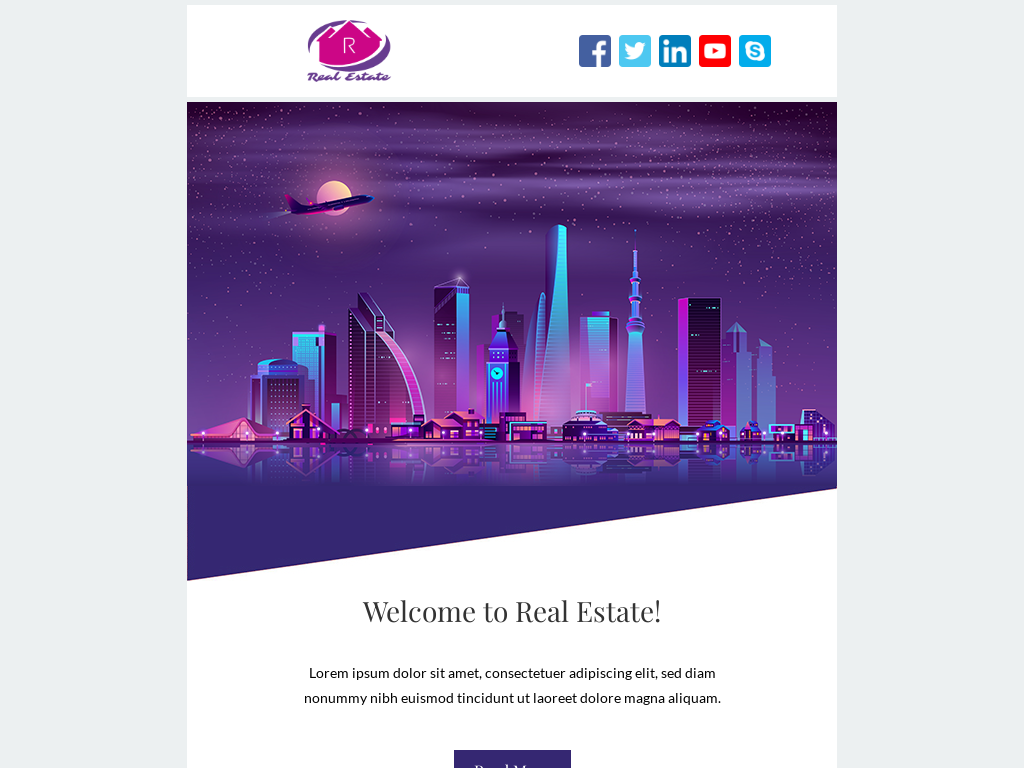 R
Real Estate
Welcome to Real Estate!
Lorem ipsum dolor sit amet, consectetuer adipiscing elit, sed diam
nonummy nibh euismod tincidunt ut laoreet dolore magna aliquam.